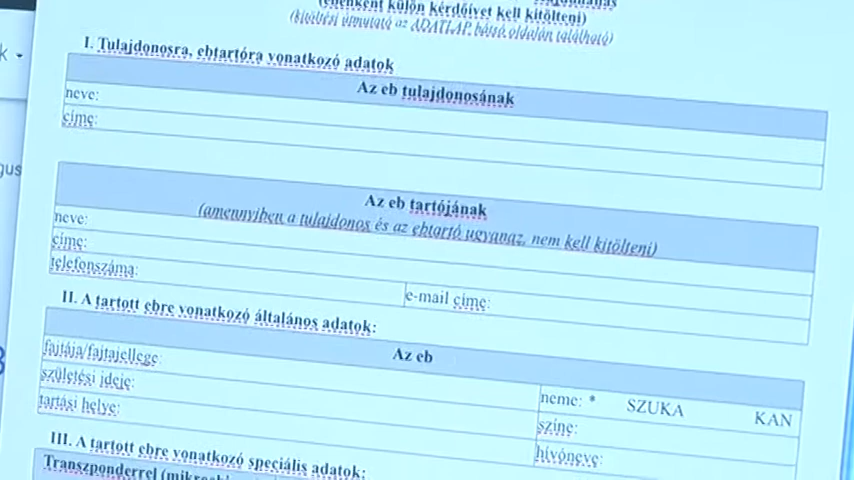 (ebenként külön kérdőívet kell kitölteni)
(kitöltési útmutató az ADATLAP hátsó oldalán található)
I. Tulajdonosra, ebtartóra vonatkozó adatok
Az eb tulajdonosának
neve:
címe:
Az eb tartójának
(amennyiben a tulajdonos és az ebtartó ugyanaz, nem kell kitölteni)
neve:
címe:
telefonszáma:
e-mail címe:
II. A tartott ebre vonatkozó általános adatok:
Az eb
fajtája/fajtajellege:
neme: * SZUKA KAN
születési ideje:
színe:
tartási helye:
hívóneve:
III. A tartott ebre vonatkozó speciális adatok:
Transzponderrel